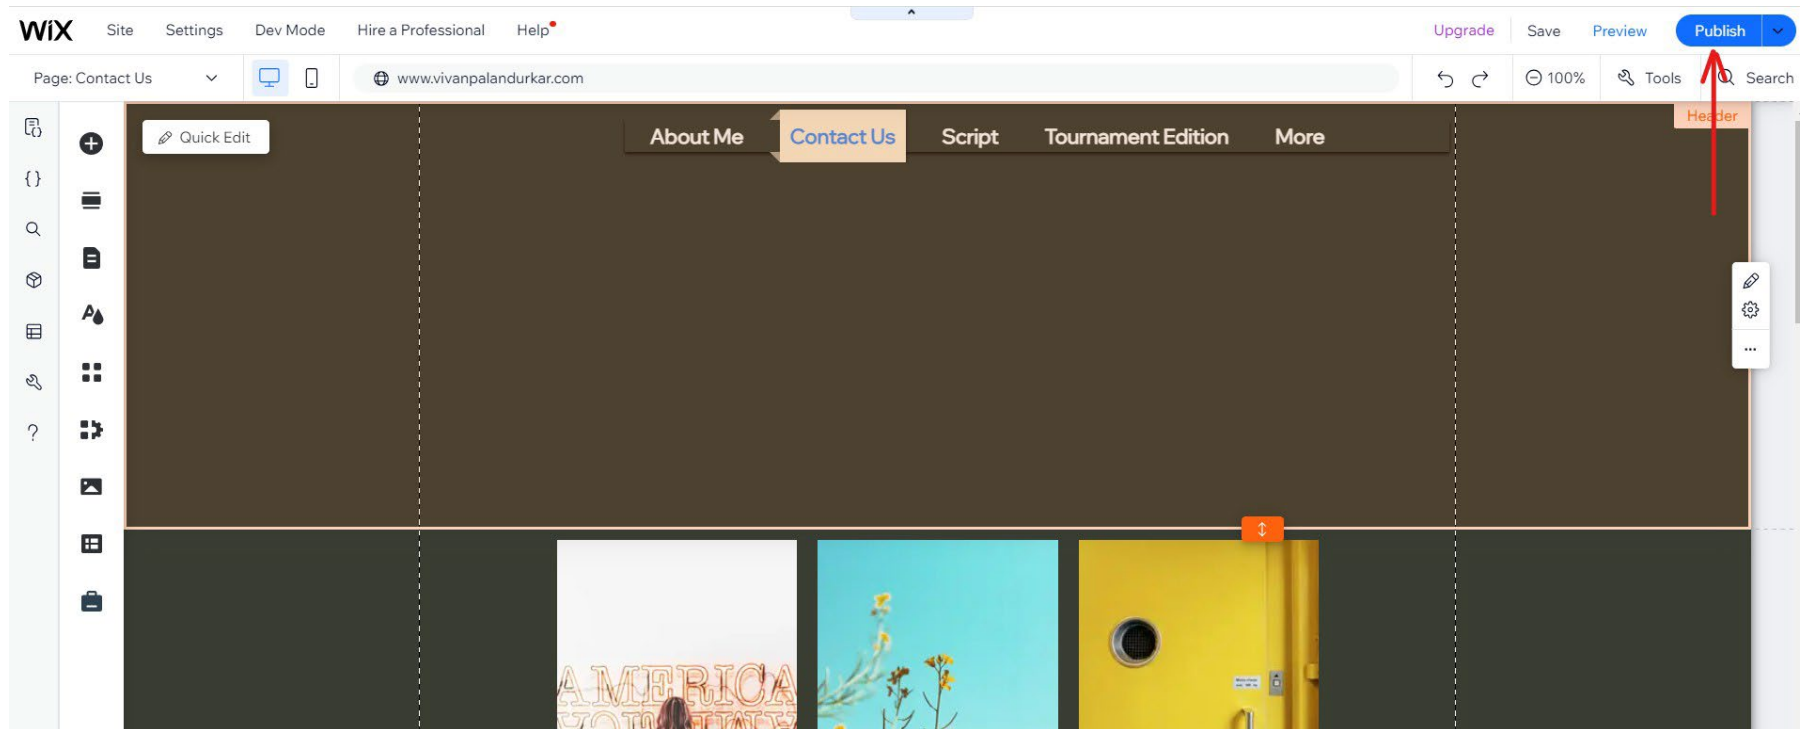 WiX Site Settings Dev Mode Hire a Professional Help Upgrade Save Preview Publish
Page: Contact Us www.vivanpalandurkar.com 100% Tools Search
Header
Quick Edit About Me Contact Us Script Tournament Edition More
AMERICA